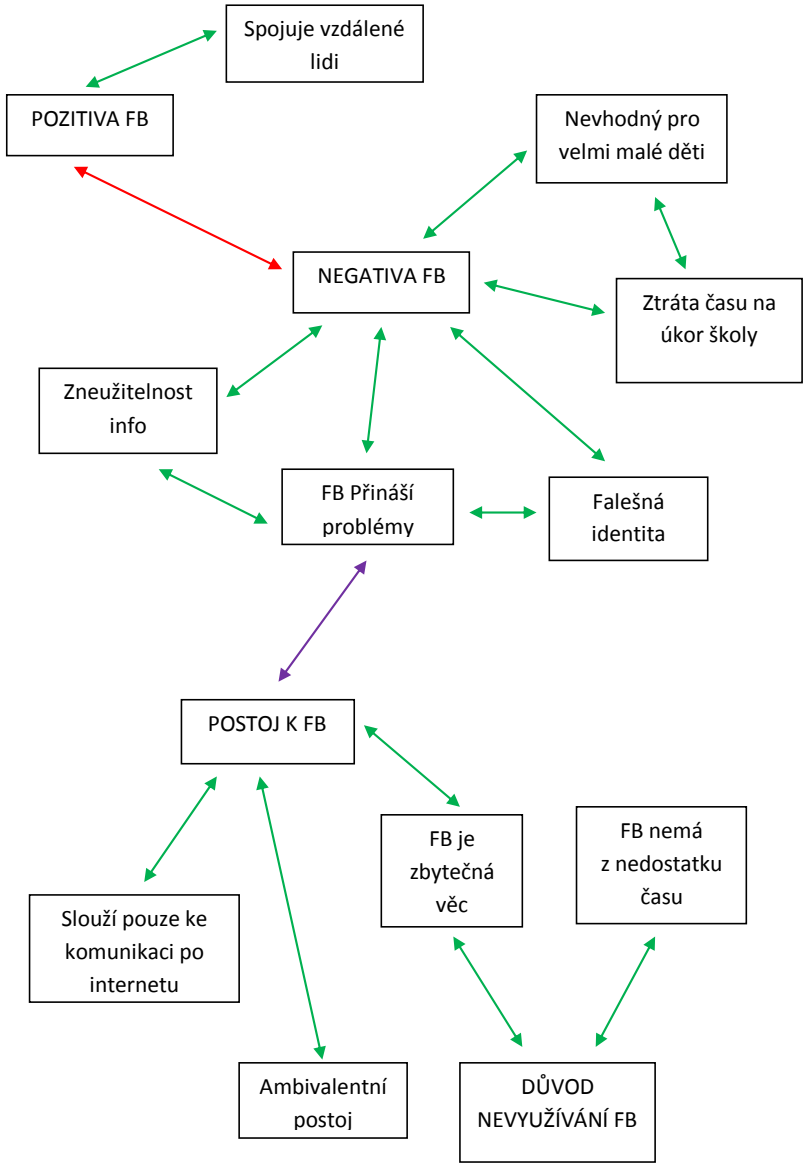 Spojuje vzdálené
lidi
POZITIVA FB
Nevhodný pro
velmi malé děti
NEGATIVA FB
Ztráta času na
úkor školy
Zneužitelnost
info
FB Přináší
problémy
Falešná
identita
POSTOJ K FB
FB je
zbytečná
věc
FB nemá
z nedostatku
času
Slouží pouze ke
komunikaci po
internetu
Ambivalentní
postoj
DŮVOD
NEVYUŽÍVÁNÍ FB